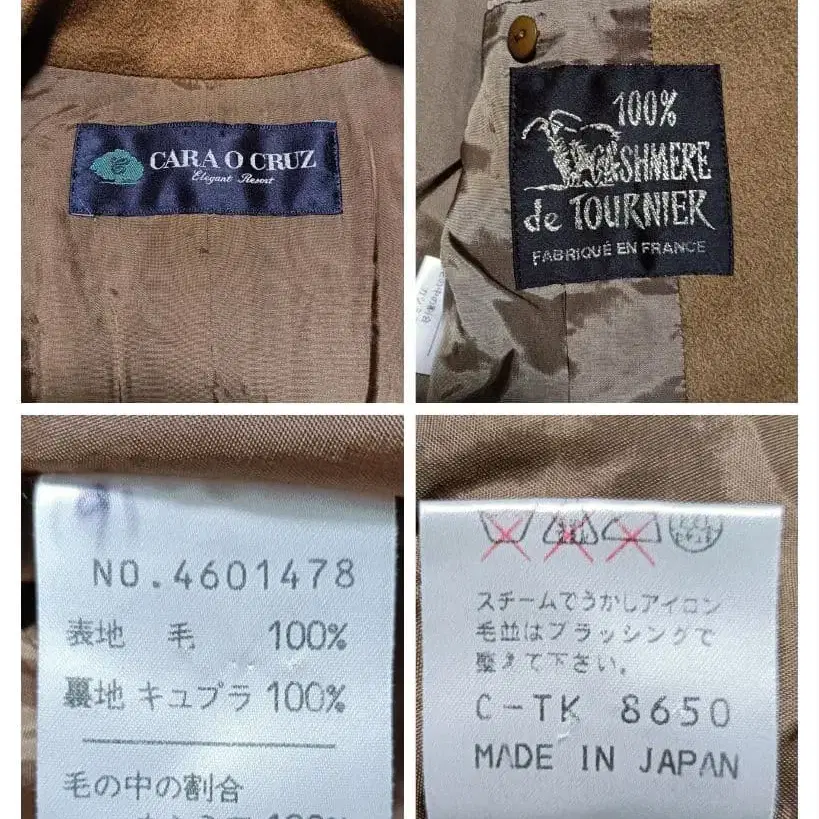 CARA O CRUZ
Elegant Resort
100%
CASHMERE
de TOURNIER
FABRIQUÉ EN FRANCE
NO.4601478
表地 毛 100%
裏地 キュプラ 100%
毛の中の割合
スチームでうかしアイロン
毛並はブラッシングで
整えて下さい。
C-TK 8650
MADE IN JAPAN